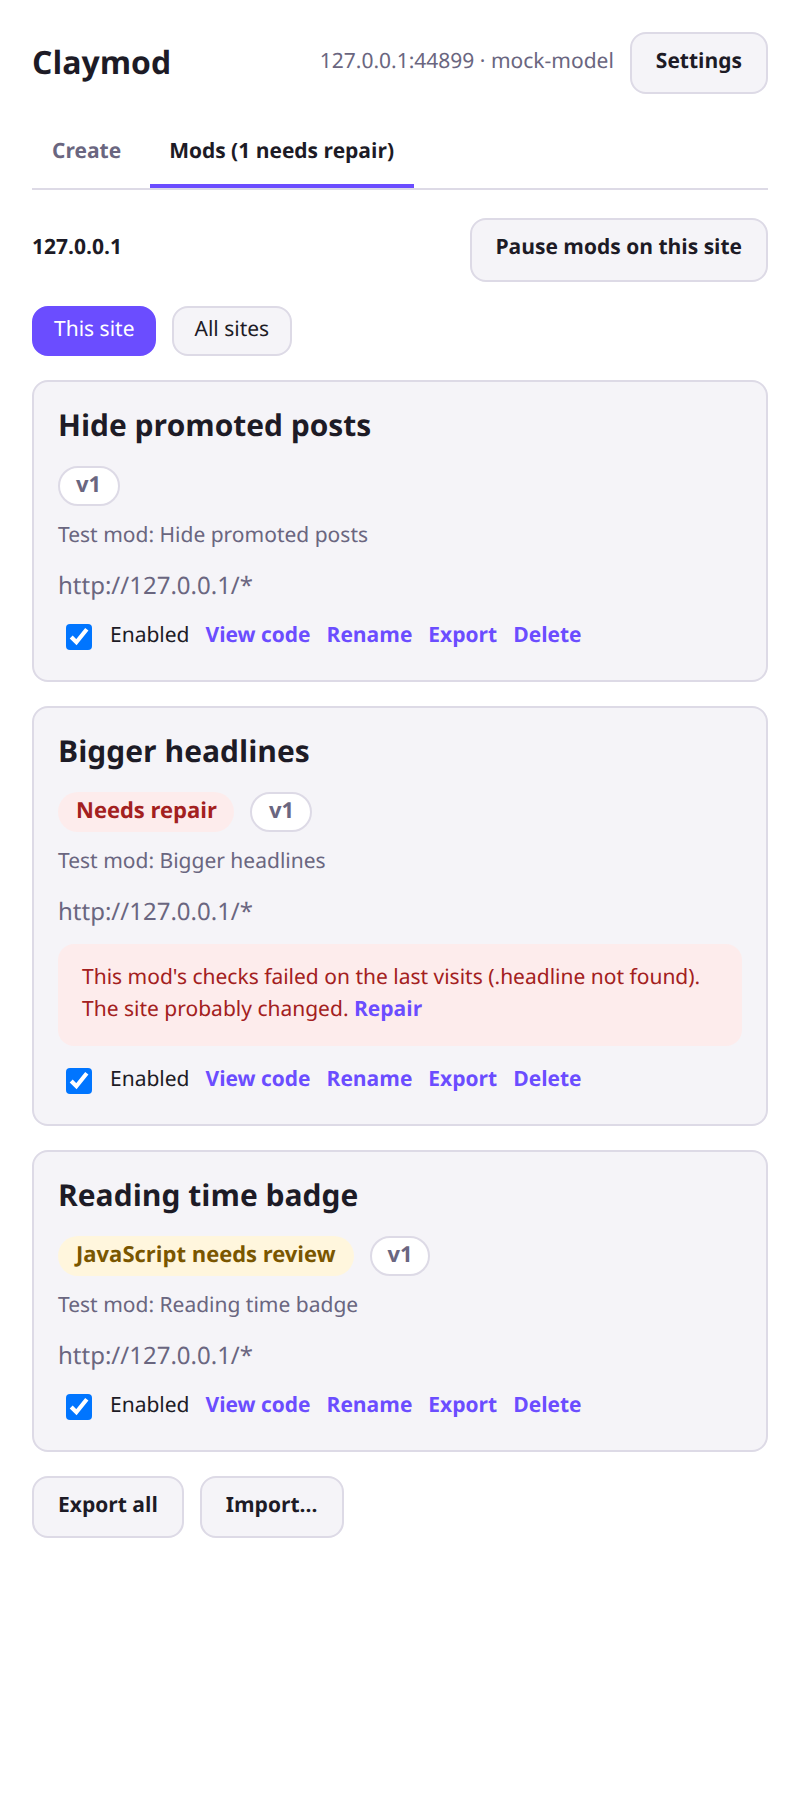 Claymod
127.0.0.1:44899 · mock-model
Settings
Create
Mods (1 needs repair)
127.0.0.1
Pause mods on this site
This site
All sites
Hide promoted posts
v1
Test mod: Hide promoted posts
http://127.0.0.1/*
Enabled View code Rename Export Delete
Bigger headlines
Needs repair v1
Test mod: Bigger headlines
http://127.0.0.1/*
This mod's checks failed on the last visits (.headline not found).
The site probably changed. Repair
Enabled View code Rename Export Delete
Reading time badge
JavaScript needs review v1
Test mod: Reading time badge
http://127.0.0.1/*
Enabled View code Rename Export Delete
Export all
Import...